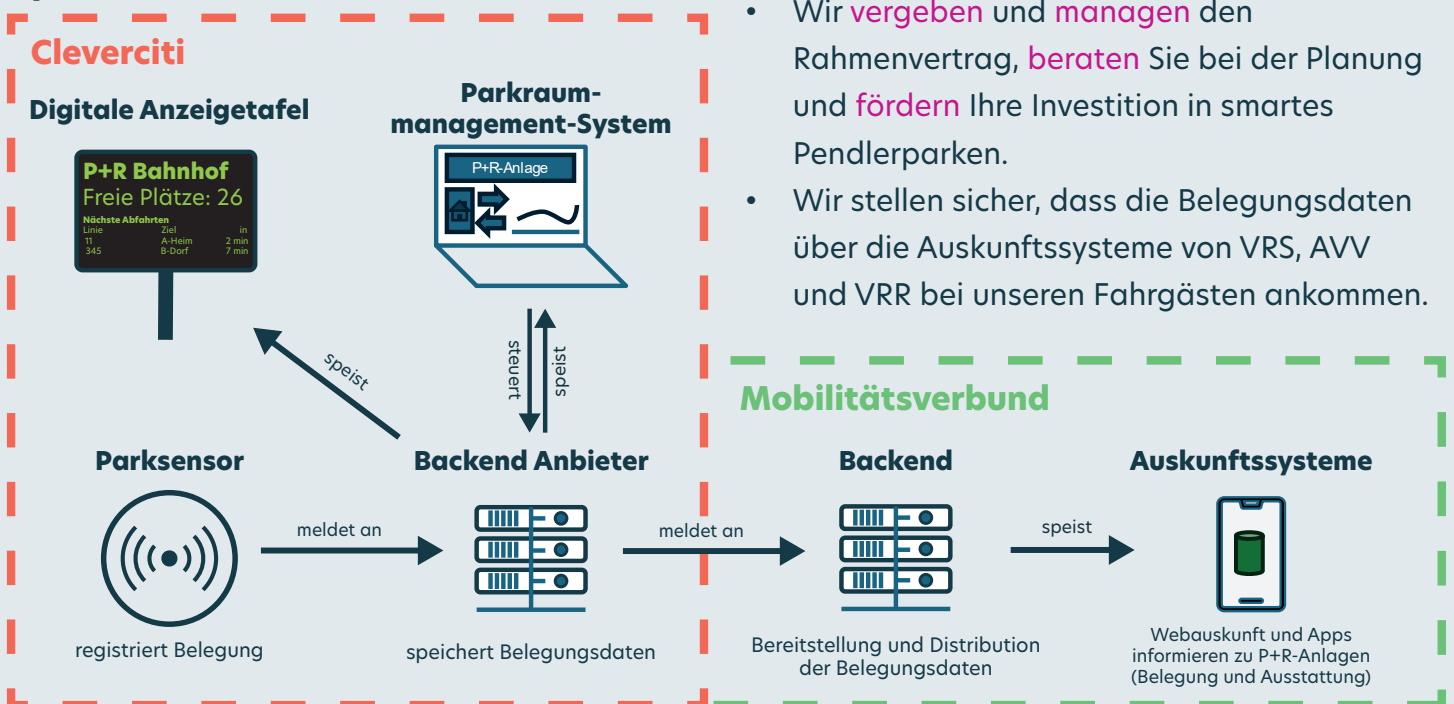 Cleverciti
Digitale Anzeigetafel
P+R Bahnhof
Freie Plätze: 26
Nächste Abfahrten
Linie Ziel in
11 A-Heim 2 min
345 B-Dorf 7 min
Parkraum-
management-System
P+R-Anlage
speist
steuert
speist
Parksensor
registriert Belegung
meldet an
Backend Anbieter
speichert Belegungsdaten
meldet an
• Wir vergeben und managen den
Rahmenvertrag, beraten Sie bei der Planung
und fördern Ihre Investition in smartes
Pendlerparken.
• Wir stellen sicher, dass die Belegungsdaten
über die Auskunftssysteme von VRS, AVV
und VRR bei unseren Fahrgästen ankommen.
Mobilitätsverbund
Backend
Bereitstellung und Distribution
der Belegungsdaten
speist
Auskunftssysteme
Webauskunft und Apps
informieren zu P+R-Anlagen
(Belegung und Ausstattung)